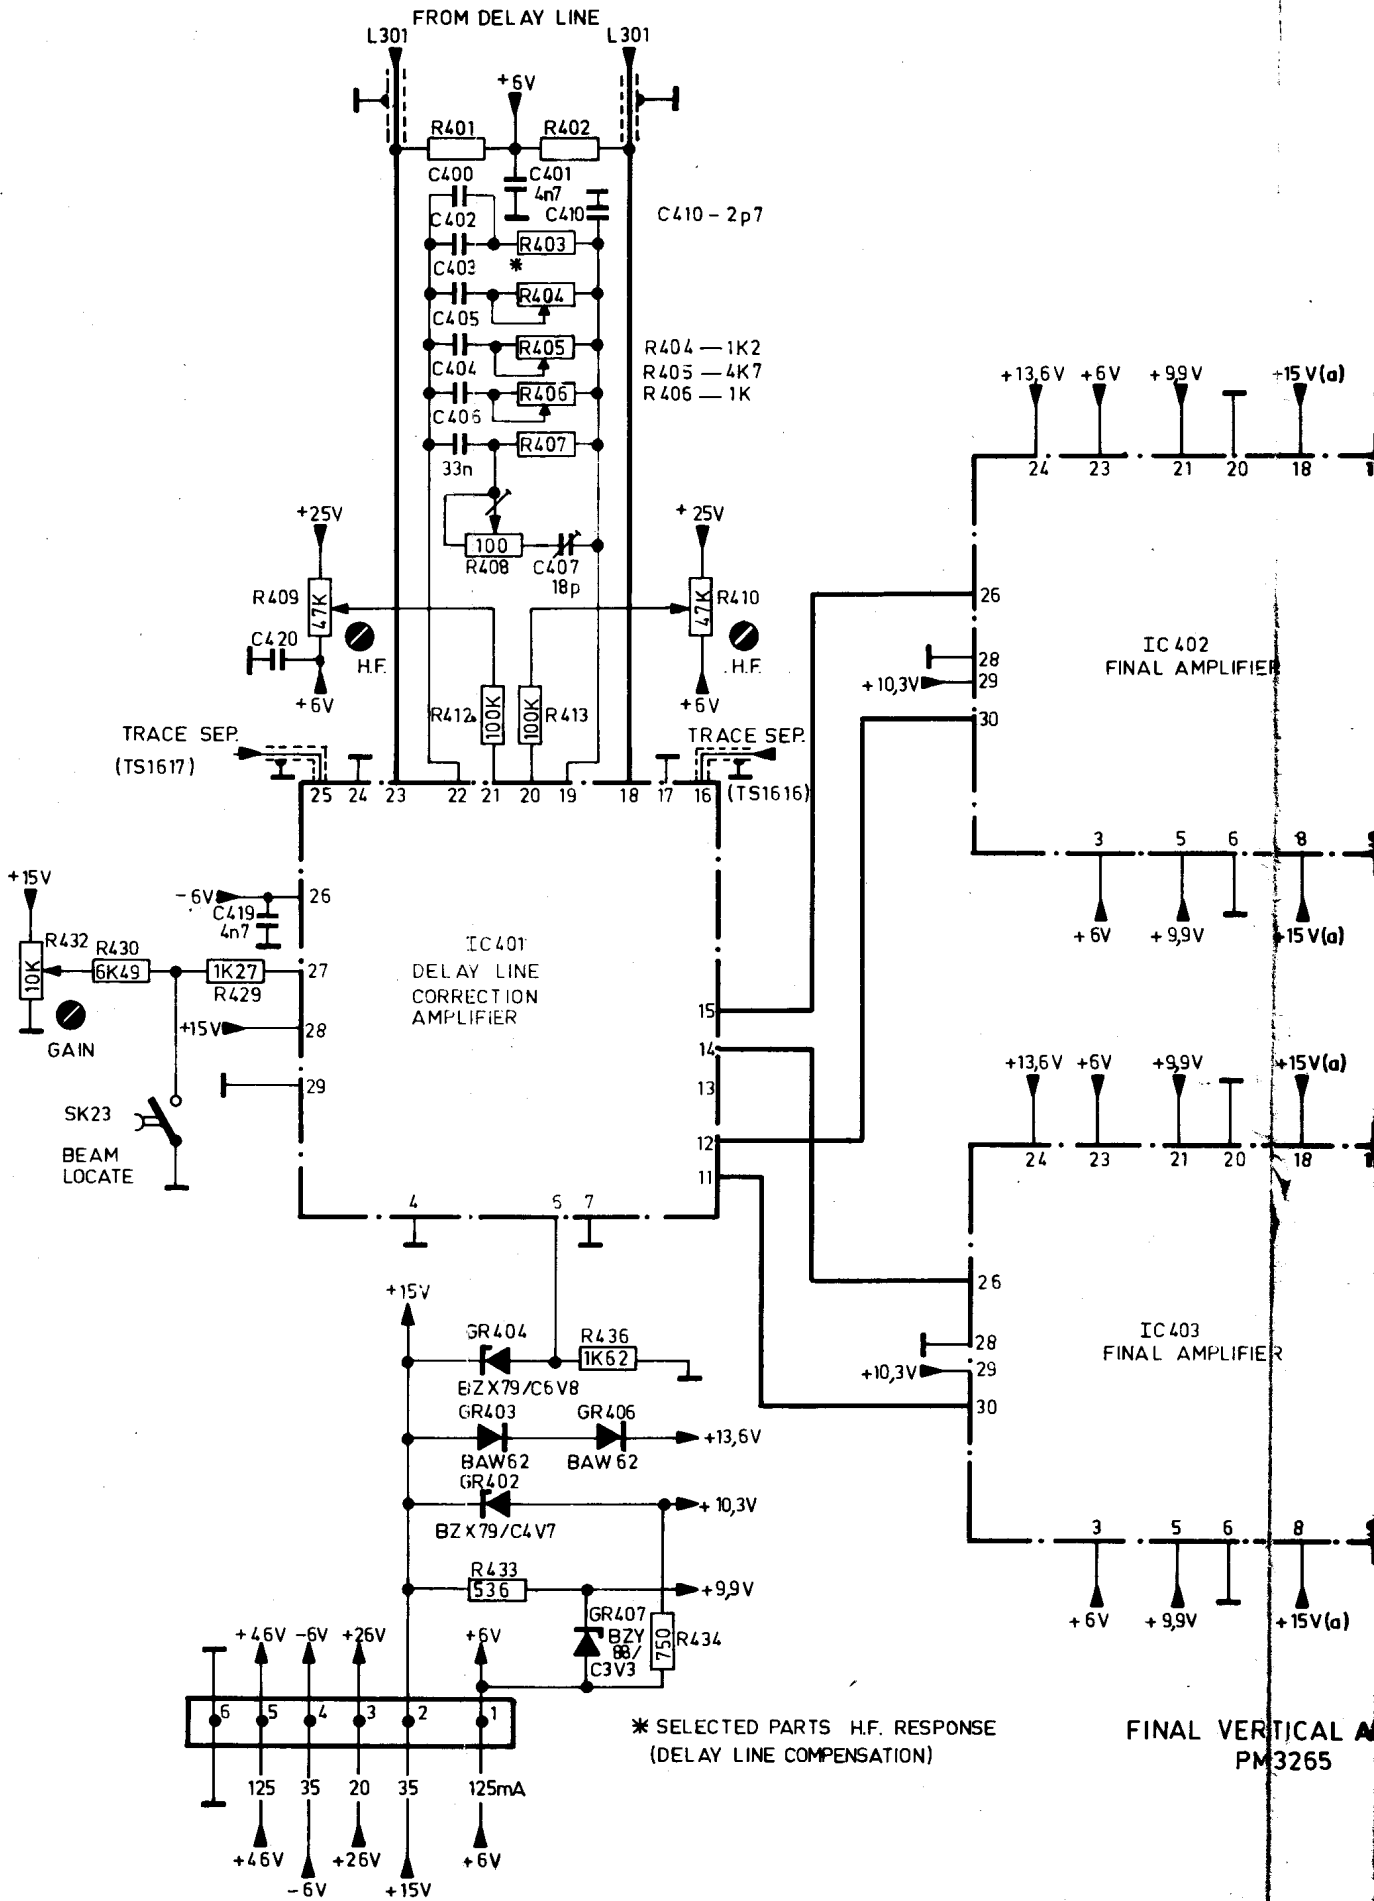 FROM DELAY LINE
L301
L301
+6V
R401
R402
C400
C401
4n7
C410
C410-2p7
C402
R403
*
C403
R404
C405
R405
R404—1K2
R405—4K7
R406—1K
C404
R406
C406
R407
33n
100
R408
C407
18p
+25V
R409
47K
C420
H.F.
+6V
+25V
R410
47K
H.F.
+6V
R412
100K
100K
R413
TRACE SEP.
(TS1617)
TRACE SEP.
(TS1616)
25
24
23
22
21
20
19
18
17
16
+15V
R432
10K
GAIN
R430
6K49
1K27
R429
-6V
C419
4n7
+15V
26
27
28
29
SK23
BEAM
LOCATE
IC401
DELAY LINE
CORRECTION
AMPLIFIER
15
14
13
12
11
4
7
+13,6V
+6V
+9,9V
+15V(a)
24
23
21
20
18
26
28
+10,3V
29
30
IC402
FINAL AMPLIFIER
3
5
6
8
+6V
+9,9V
+15V(a)
+13,6V
+6V
+9,9V
+15V(a)
24
23
21
20
18
26
28
+10,3V
29
30
IC403
FINAL AMPLIFIER
3
5
6
8
+6V
+9,9V
+15V(a)
+15V
GR404
BZX79/C6V8
R436
1K62
GR403
BAW62
GR406
BAW62
+13,6V
GR402
BZX79/C4V7
+10,3V
R433
536
+9,9V
GR407
BZY
88/
C3V3
750
R434
+46V
-6V
+26V
+6V
6
5
4
3
2
1
125
35
20
35
125mA
+46V
-6V
+26V
+15V
+6V
* SELECTED PARTS H.F. RESPONSE
(DELAY LINE COMPENSATION)
FINAL VERTICAL
PM3265